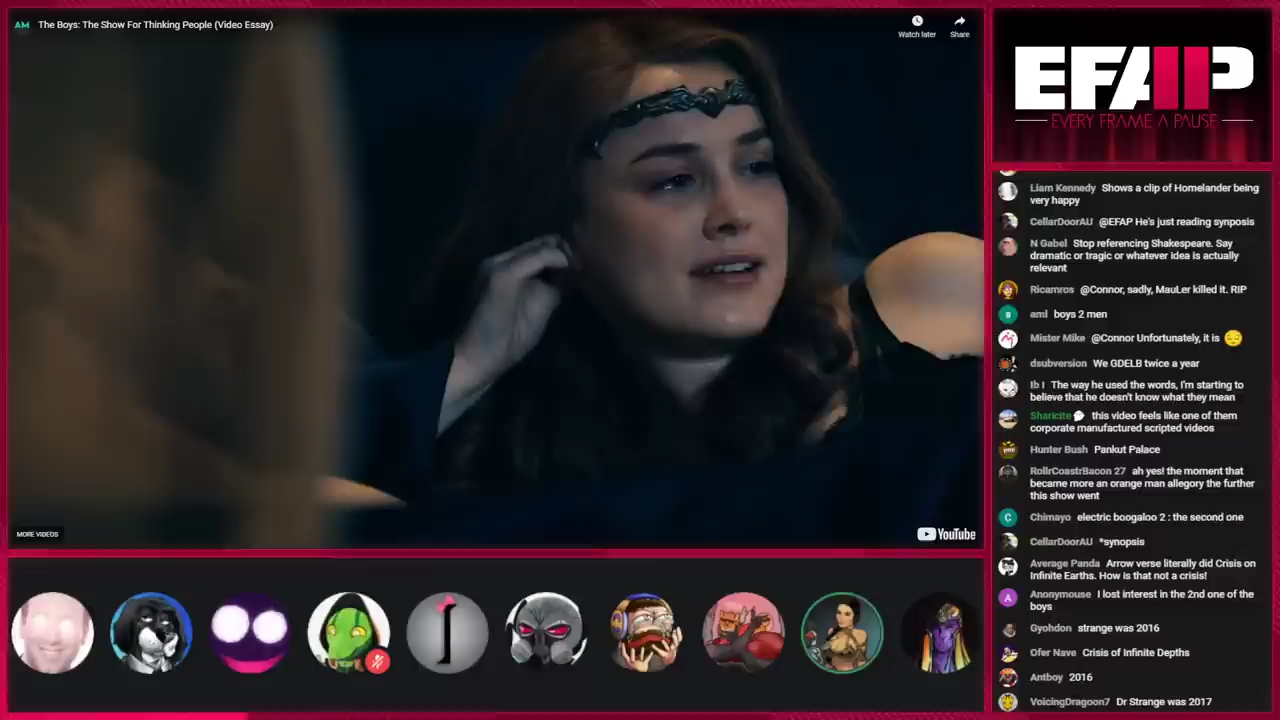 AM The Boys: The Show For Thinking People (Video Essay)
Watch later
Share
MORE VIDEOS
YouTube
EFAP
EVERY FRAME A PAUSE
Liam Kennedy Shows a clip of Homelander being
very happy
CellarDoorAU @EFAP He's just reading synposis
N Gabel Stop referencing Shakespeare. Say
dramatic or tragic or whatever idea is actually
relevant
Ricamros @Connor, sadly, MauLer killed it. RIP
aml boys 2 men
Mister Mike @Connor Unfortunately, it is 😔
dsubversion We GDELB twice a year
Ib I The way he used the words, I'm starting to
believe that he doesn't know what they mean
Sharicite this video feels like one of them
corporate manufactured scripted videos
Hunter Bush Pankut Palace
RollrCoastrBacon 27 ah yes! the moment that
became more an orange man allegory the further
this show went
C
Chimayo electric boogaloo 2 : the second one
CellarDoorAU *synopsis
Average Panda Arrow verse literally did Crisis on
Infinite Earths. How is that not a crisis!
A
Anonymouse I lost interest in the 2nd one of the
boys
Gyohdon strange was 2016
Ofer Nave Crisis of Infinite Depths
Antboy 2016
VoicingDragoon7 Dr Strange was 2017